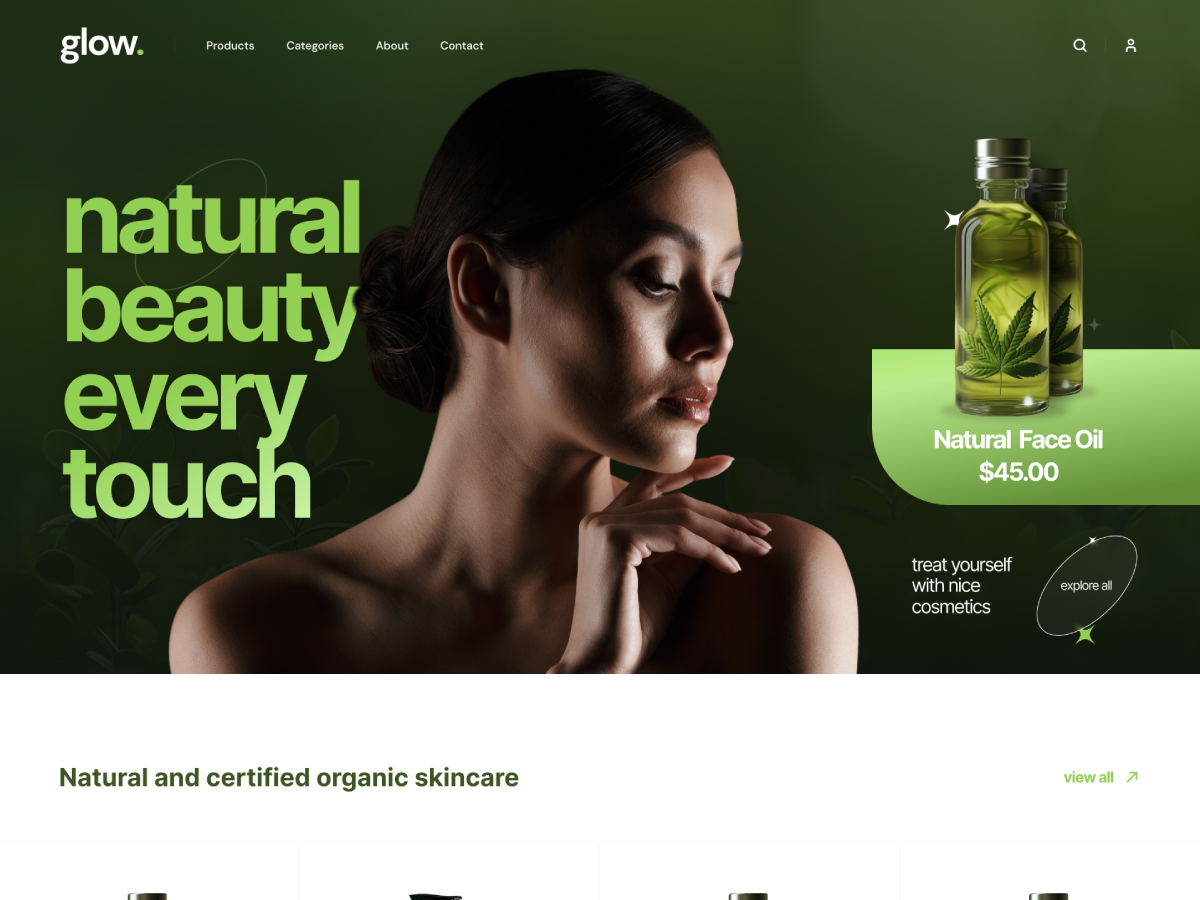 glow.
Products
Categories
About
Contact
natural
beauty
every
touch
Natural Face Oil
$45.00
treat yourself
with nice
cosmetics
explore all
Natural and certified organic skincare
view all